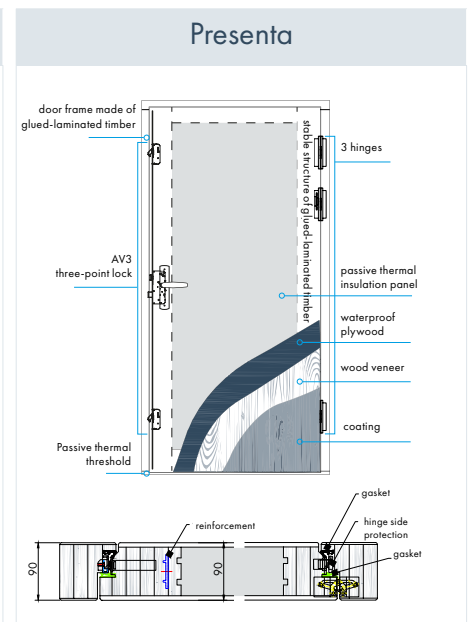 Presenta
door frame made of
glued-laminated timber
3 hinges
stable structure of glued-laminated timber
AV3
three-point lock
passive thermal
insulation panel
waterproof
plywood
wood veneer
coating
Passive thermal
threshold
gasket
reinforcement
hinge side
protection
gasket
90
90